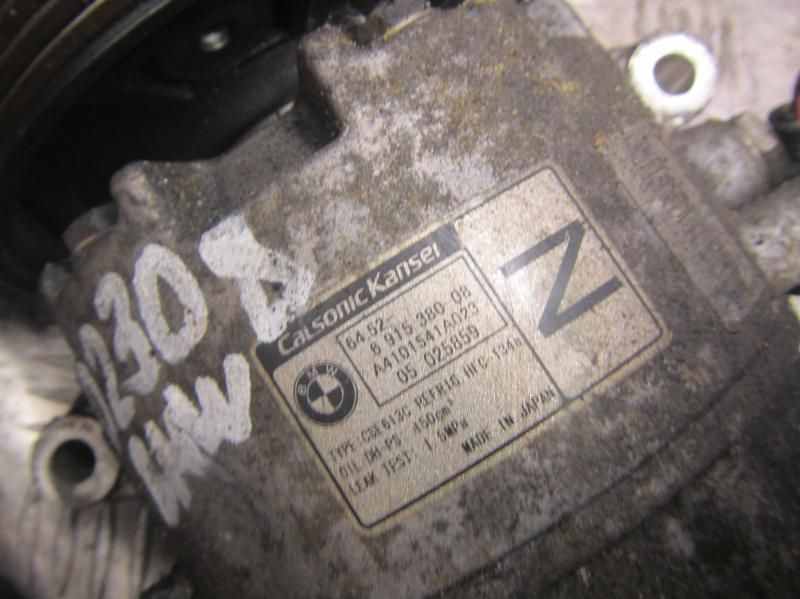 Calsonic Kansei
64.52-
6 915 380 08
A4101541A023
05 025859
BMW
TYPE:CSE613C REFRIG HFC-134a
OIL DH-PS 150cm³
LEAK TEST: 1.6MPa
MADE IN JAPAN
N